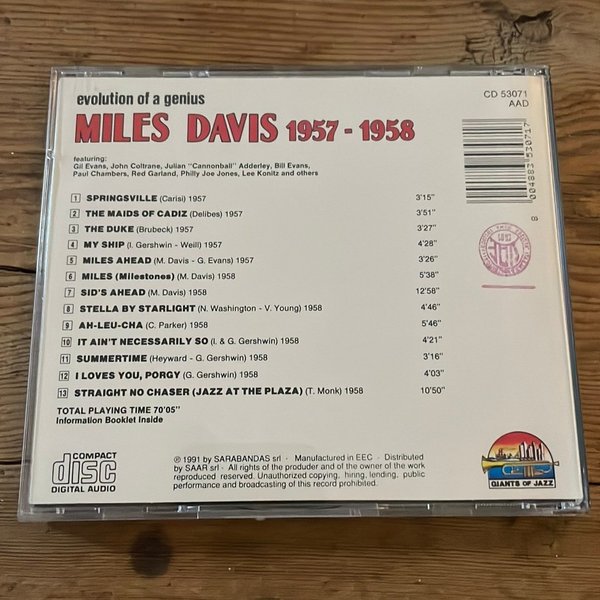 evolution of a genius
MILES DAVIS 1957 - 1958
CD 53071
AAD
featuring:
Gil Evans, John Coltrane, Julian "Cannonball" Adderley, Bill Evans,
Paul Chambers, Red Garland, Philly Joe Jones, Lee Konitz and others
1 SPRINGSVILLE (Carisi) 1957 3'15"
2 THE MAIDS OF CADIZ (Delibes) 1957 3'51"
3 THE DUKE (Brubeck) 1957 3'27"
4 MY SHIP (I. Gershwin - Weill) 1957 4'28"
5 MILES AHEAD (M. Davis - G. Evans) 1957 3'26"
6 MILES (Milestones) (M. Davis) 1958 5'38"
7 SID'S AHEAD (M. Davis) 1958 12'58"
8 STELLA BY STARLIGHT (N. Washington - V. Young) 1958 4'46"
9 AH-LEU-CHA (C. Parker) 1958 5'46"
10 IT AIN'T NECESSARILY SO (I. & G. Gershwin) 1958 4'21"
11 SUMMERTIME (Heyward - G. Gershwin) 1958 3'16"
12 I LOVES YOU, PORGY (G. Gershwin) 1958 4'03"
13 STRAIGHT NO CHASER (JAZZ AT THE PLAZA) (T. Monk) 1958 10'50"
TOTAL PLAYING TIME 70'05"
Information Booklet Inside
8 004883 530717
COMPACT
disc
DIGITAL AUDIO
℗ 1991 by SARABANDAS srl · Manufactured in EEC · Distributed
by SAAR srl · All rights of the produder and of the owner of the work
reproduced reserved. Unauthorized copying, hiring, lending, public
performance and broadcasting of this record prohibited.
GIANTS OF JAZZ